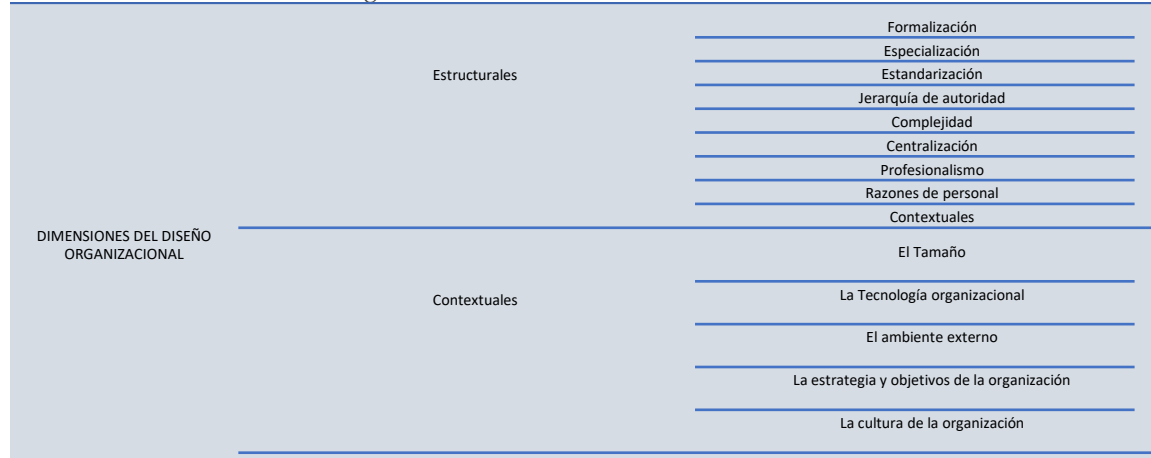 Formalización
Especialización
Estructurales
Estandarización
Jerarquía de autoridad
Complejidad
Centralización
Profesionalismo
Razones de personal
Contextuales
DIMENSIONES DEL DISEÑO
ORGANIZACIONAL
El Tamaño
Contextuales
La Tecnología organizacional
El ambiente externo
La estrategia y objetivos de la organización
La cultura de la organización